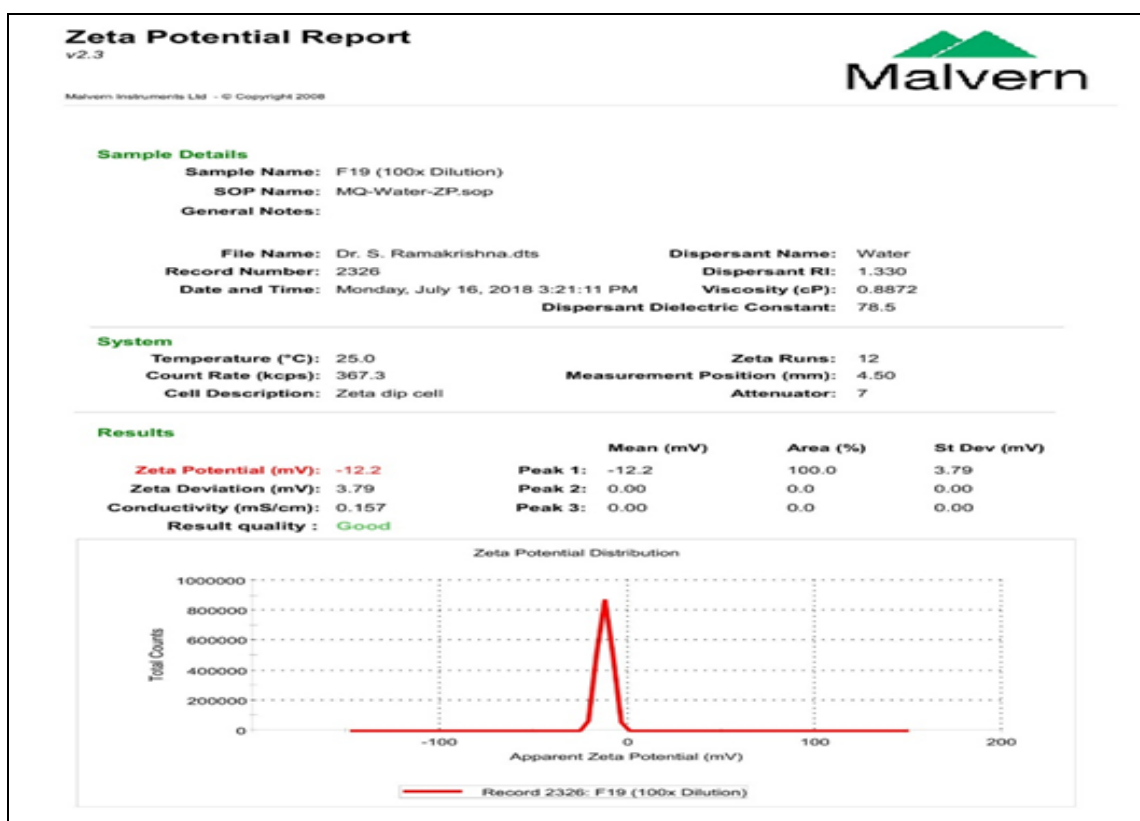 Zeta Potential Report
v2.3
Malvern
Malvern Instruments Ltd - © Copyright 2008
Sample Details
Sample Name: F19 (100x Dilution)
SOP Name: MQ-Water-ZP.sop
General Notes:
File Name: Dr. S. Ramakrishna.dts Dispersant Name: Water
Record Number: 2326 Dispersant RI: 1.330
Date and Time: Monday, July 16, 2018 3:21:11 PM Viscosity (cP): 0.8872
Dispersant Dielectric Constant: 78.5
System
Temperature (°C): 25.0 Zeta Runs: 12
Count Rate (kcps): 367.3 Measurement Position (mm): 4.50
Cell Description: Zeta dip cell Attenuator: 7
Results
Mean (mV) Area (%) St Dev (mV)
Zeta Potential (mV): -12.2 Peak 1: -12.2 100.0 3.79
Zeta Deviation (mV): 3.79 Peak 2: 0.00 0.0 0.00
Conductivity (mS/cm): 0.157 Peak 3: 0.00 0.0 0.00
Result quality : Good
Zeta Potential Distribution
1000000
800000
600000
400000
200000
0
Total Counts
-100 0 100 200
Apparent Zeta Potential (mV)
Record 2326: F19 (100x Dilution)